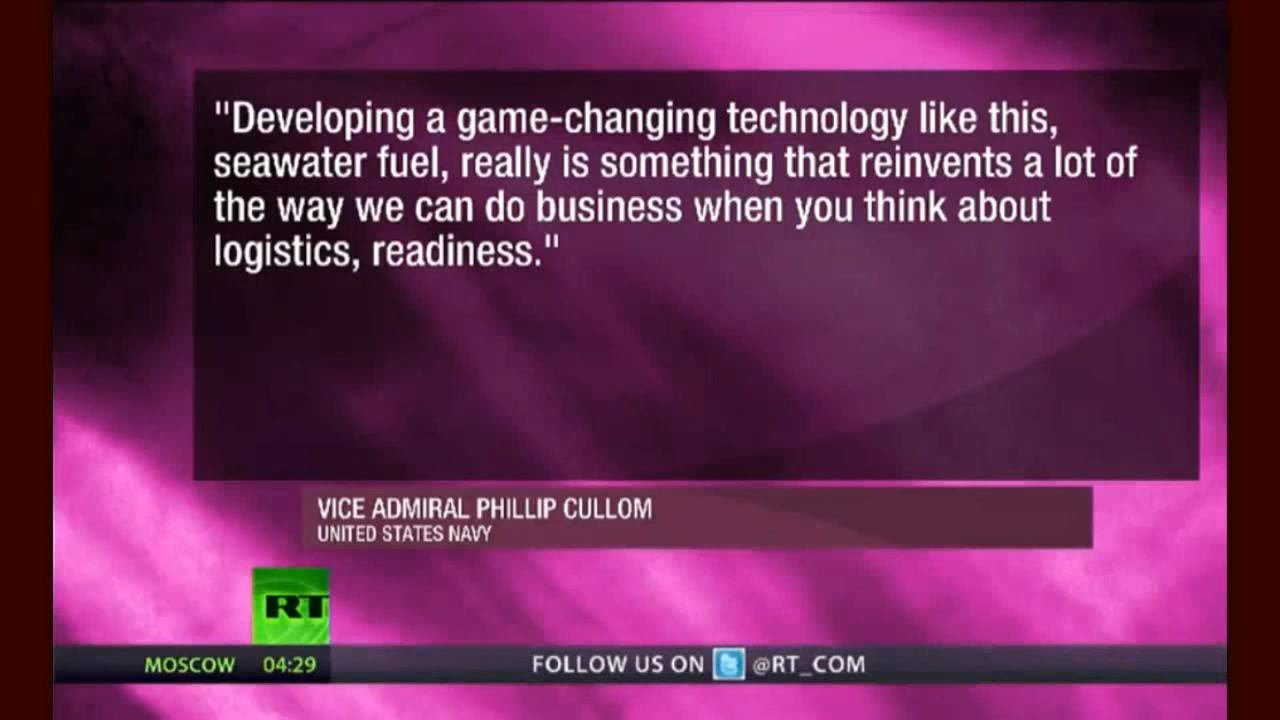 "Developing a game-changing technology like this,
seawater fuel, really is something that reinvents a lot of
the way we can do business when you think about
logistics, readiness."
VICE ADMIRAL PHILLIP CULLOM
UNITED STATES NAVY
RT
MOSCOW 04:29 FOLLOW US ON @RT_COM